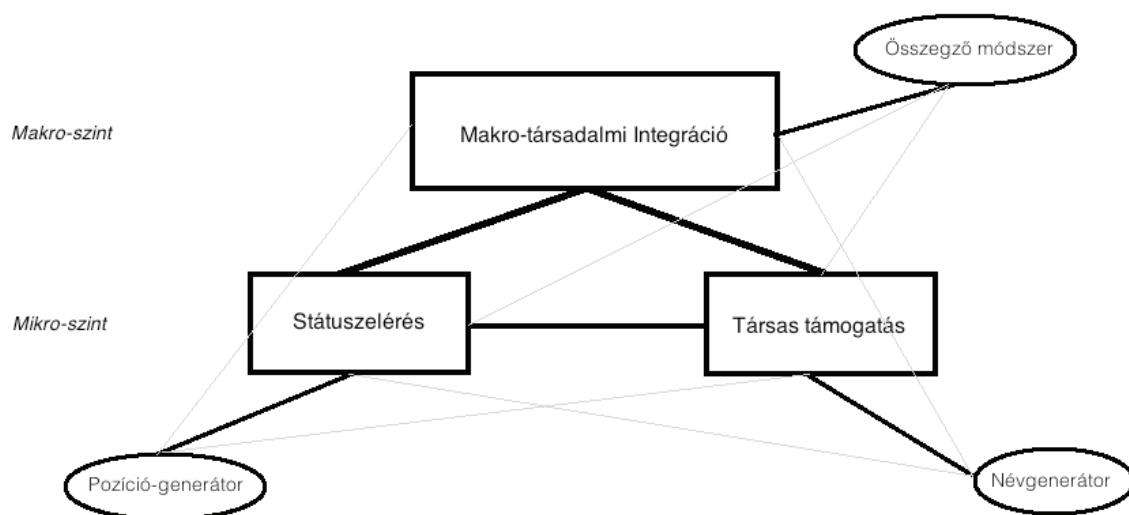 Összegző módszer
Makro-szint
Makro-társadalmi Integráció
Mikro-szint
Státuszelérés
Társas támogatás
Pozíció-generátor
Névgenerátor